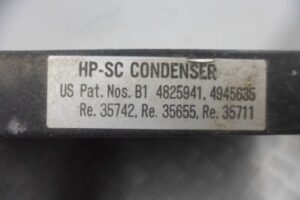 HP-SC CONDENSER
US Pat. Nos. B1 4825941, 4945635
Re. 35742, Re. 35655, Re. 35711